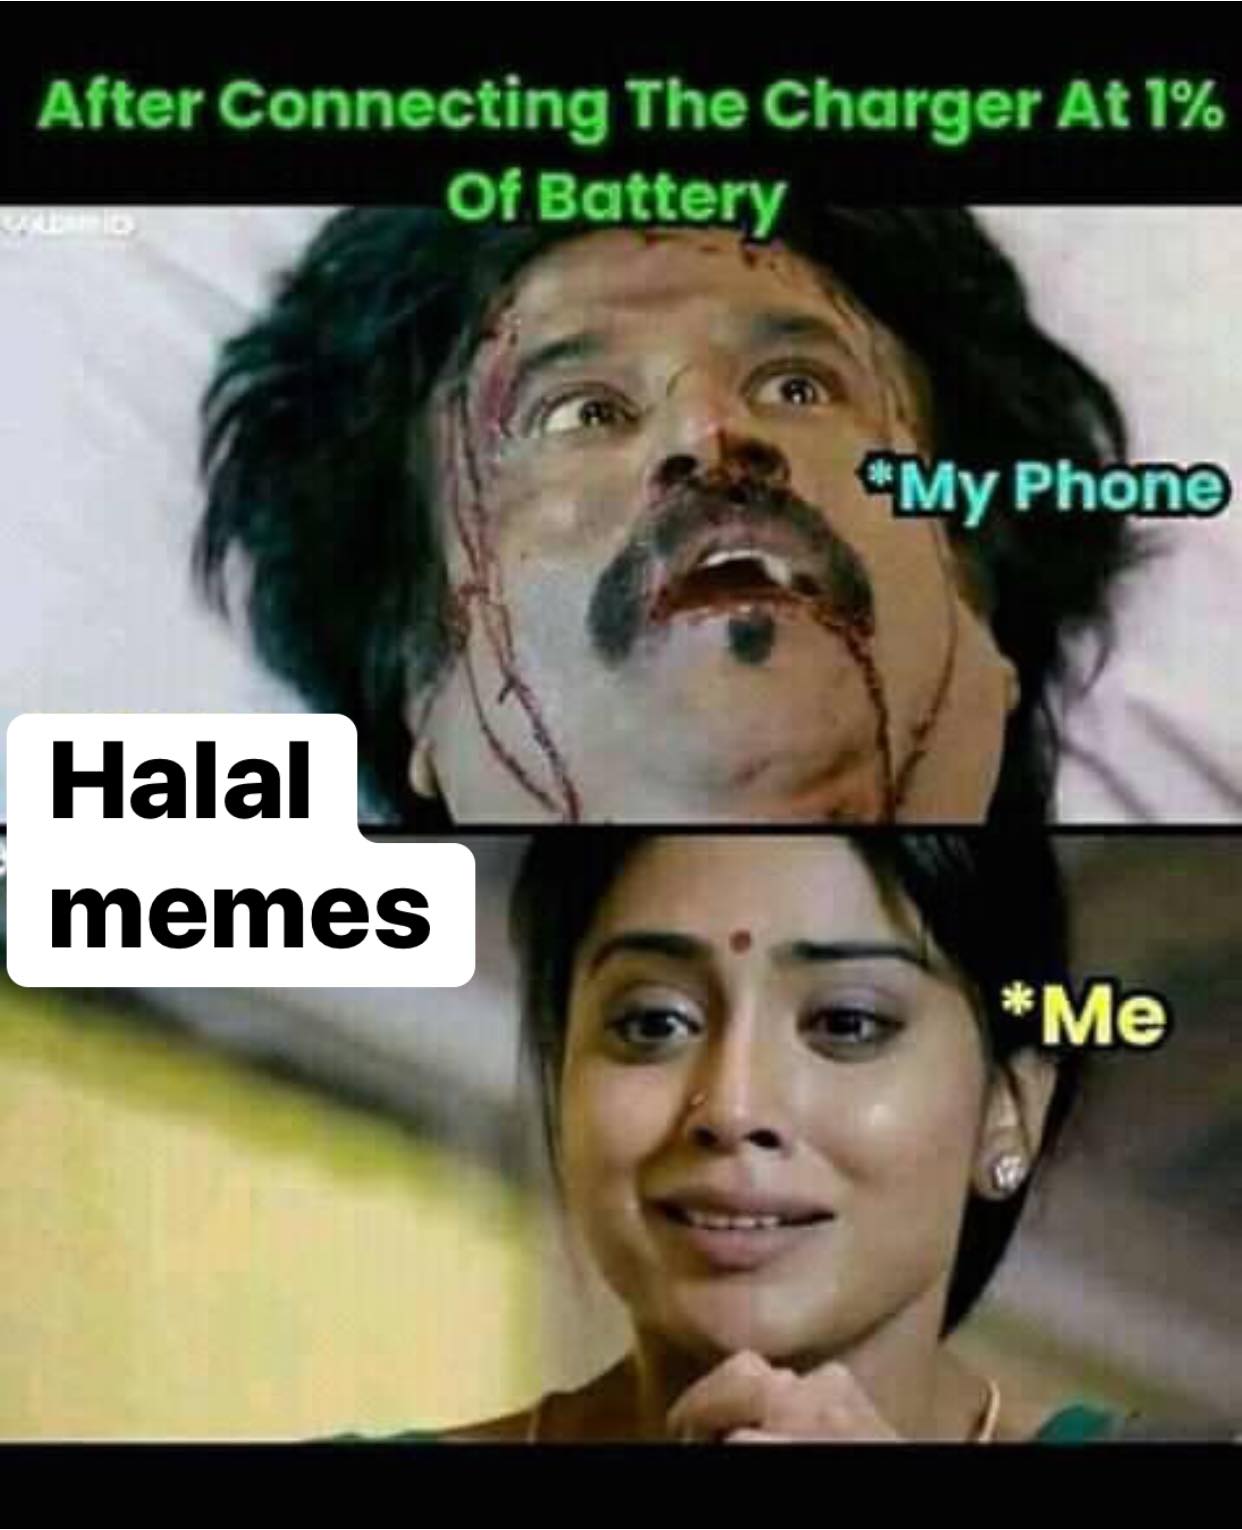 After Connecting The Charger At 1%
Of Battery
*My Phone
Halal
memes
*Me